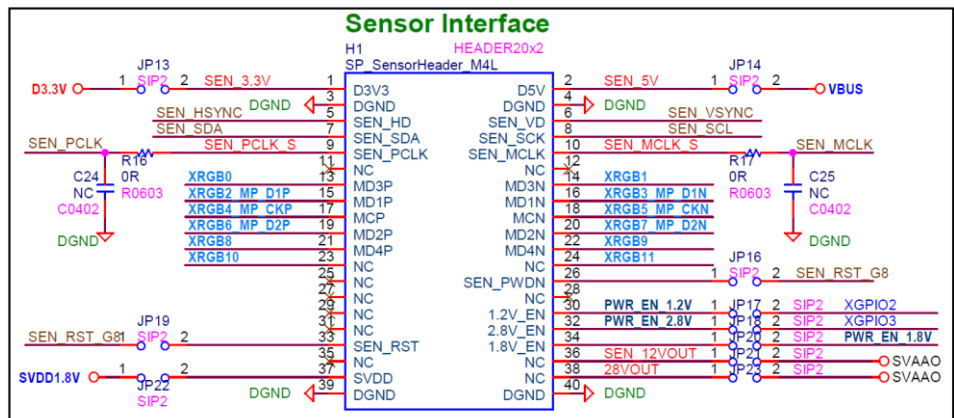 Sensor Interface
H1 HEADER20x2
SP_SensorHeader_M4L
JP13 JP14
D3.3V 1 SIP2 2 SEN_3.3V 1 D3V3 D5V 2 SEN_5V 1 SIP2 2 VBUS
DGND 3 DGND DGND 4 DGND
SEN_HSYNC 5 SEN_HD SEN_VD 6 SEN_VSYNC
SEN_SDA 7 SEN_SDA SEN_SCK 8 SEN_SCL
SEN_PCLK SEN_PCLK_S 9 SEN_PCLK SEN_MCLK 10 SEN_MCLK_S SEN_MCLK
R16 11 NC NC 12 R17
C24 0R XRGB0 13 MD3P MD3N 14 XRGB1 0R C25
NC R0603 XRGB2_MP_D1P 15 MD1P MD1N 16 XRGB3_MP_D1N R0603 NC
C0402 XRGB4_MP_CKP 17 MCP MCN 18 XRGB5_MP_CKN C0402
XRGB6_MP_D2P 19 MD2P MD2N 20 XRGB7_MP_D2N
DGND XRGB8 21 MD4P MD4N 22 XRGB9 DGND
XRGB10 23 NC NC 24 XRGB11 JP16
25 NC SEN_PWDN 26 1 SIP2 2 SEN_RST_G8
27 NC NC 28
29 NC 1.2V_EN 30 PWR_EN_1.2V 1 JP17 2 SIP2 XGPIO2
JP19 31 NC 2.8V_EN 32 PWR_EN_2.8V 1 JP18 2 SIP2 XGPIO3
SEN_RST_G8 1 SIP2 2 33 SEN_RST 1.8V_EN 34 1 JP20 2 SIP2 PWR_EN_1.8V
35 NC NC 36 SEN_12VOUT 1 JP21 2 SIP2 SVAAO
SVDD1.8V 1 JP22 2 37 SVDD NC 38 28VOUT 1 JP23 2 SIP2 SVAAO
SIP2 DGND 39 DGND DGND 40 DGND